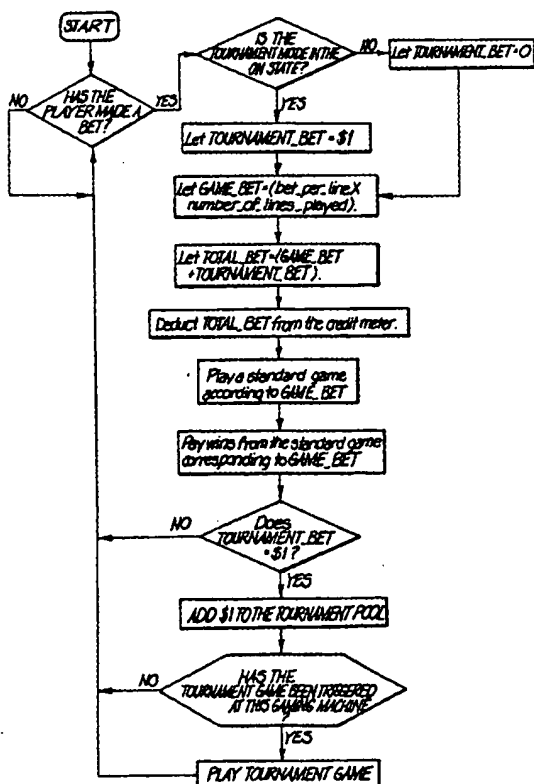 START
IS THE
TOURNAMENT MODE IN THE
ON STATE?
NO
Let TOURNAMENT_BET=0
NO
HAS THE
PLAYER MADE A
BET?
YES
YES
Let TOURNAMENT_BET = $1
Let GAME_BET=(bet_per_line X
number_of_lines_played).
Let TOTAL_BET=(GAME_BET
+TOURNAMENT_BET).
Deduct TOTAL_BET from the credit meter.
Play a standard game
according to GAME_BET
Pay wins from the standard game
corresponding to GAME_BET
NO
Does
TOURNAMENT_BET
= $1?
YES
ADD $1 TO THE TOURNAMENT POOL
NO
HAS THE
TOURNAMENT GAME BEEN TRIGGERED
AT THIS GAMING MACHINE
?
YES
PLAY TOURNAMENT GAME